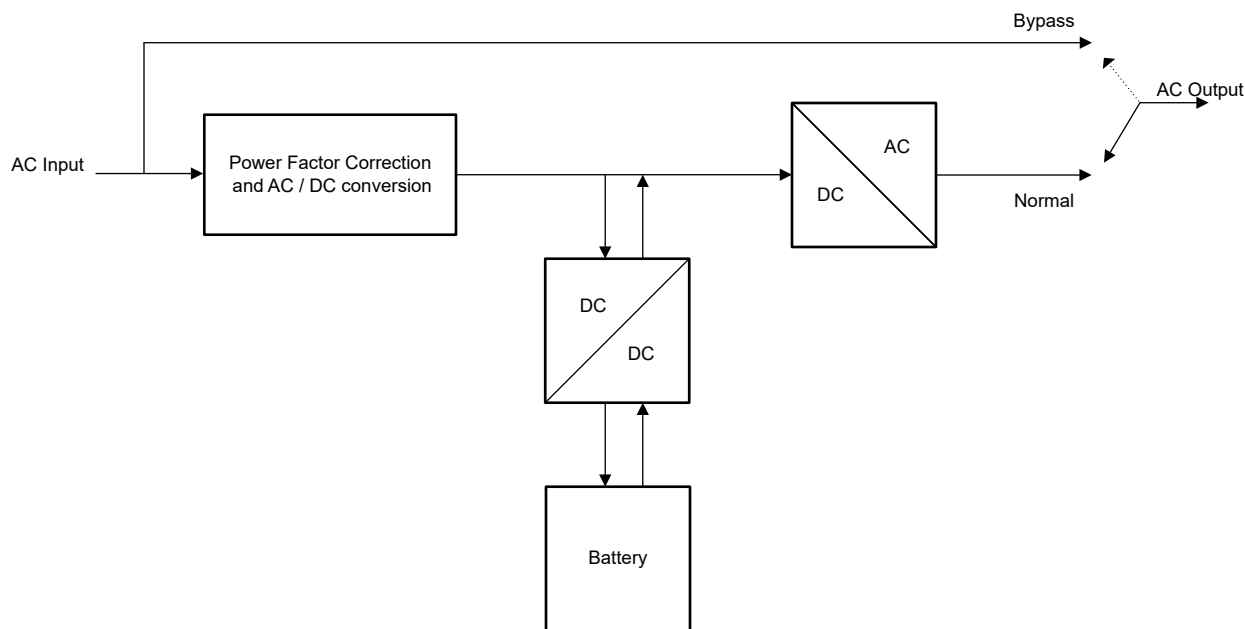 Bypass
AC Output
AC Input
Power Factor Correction
and AC / DC conversion
AC
DC
Normal
DC
DC
Battery